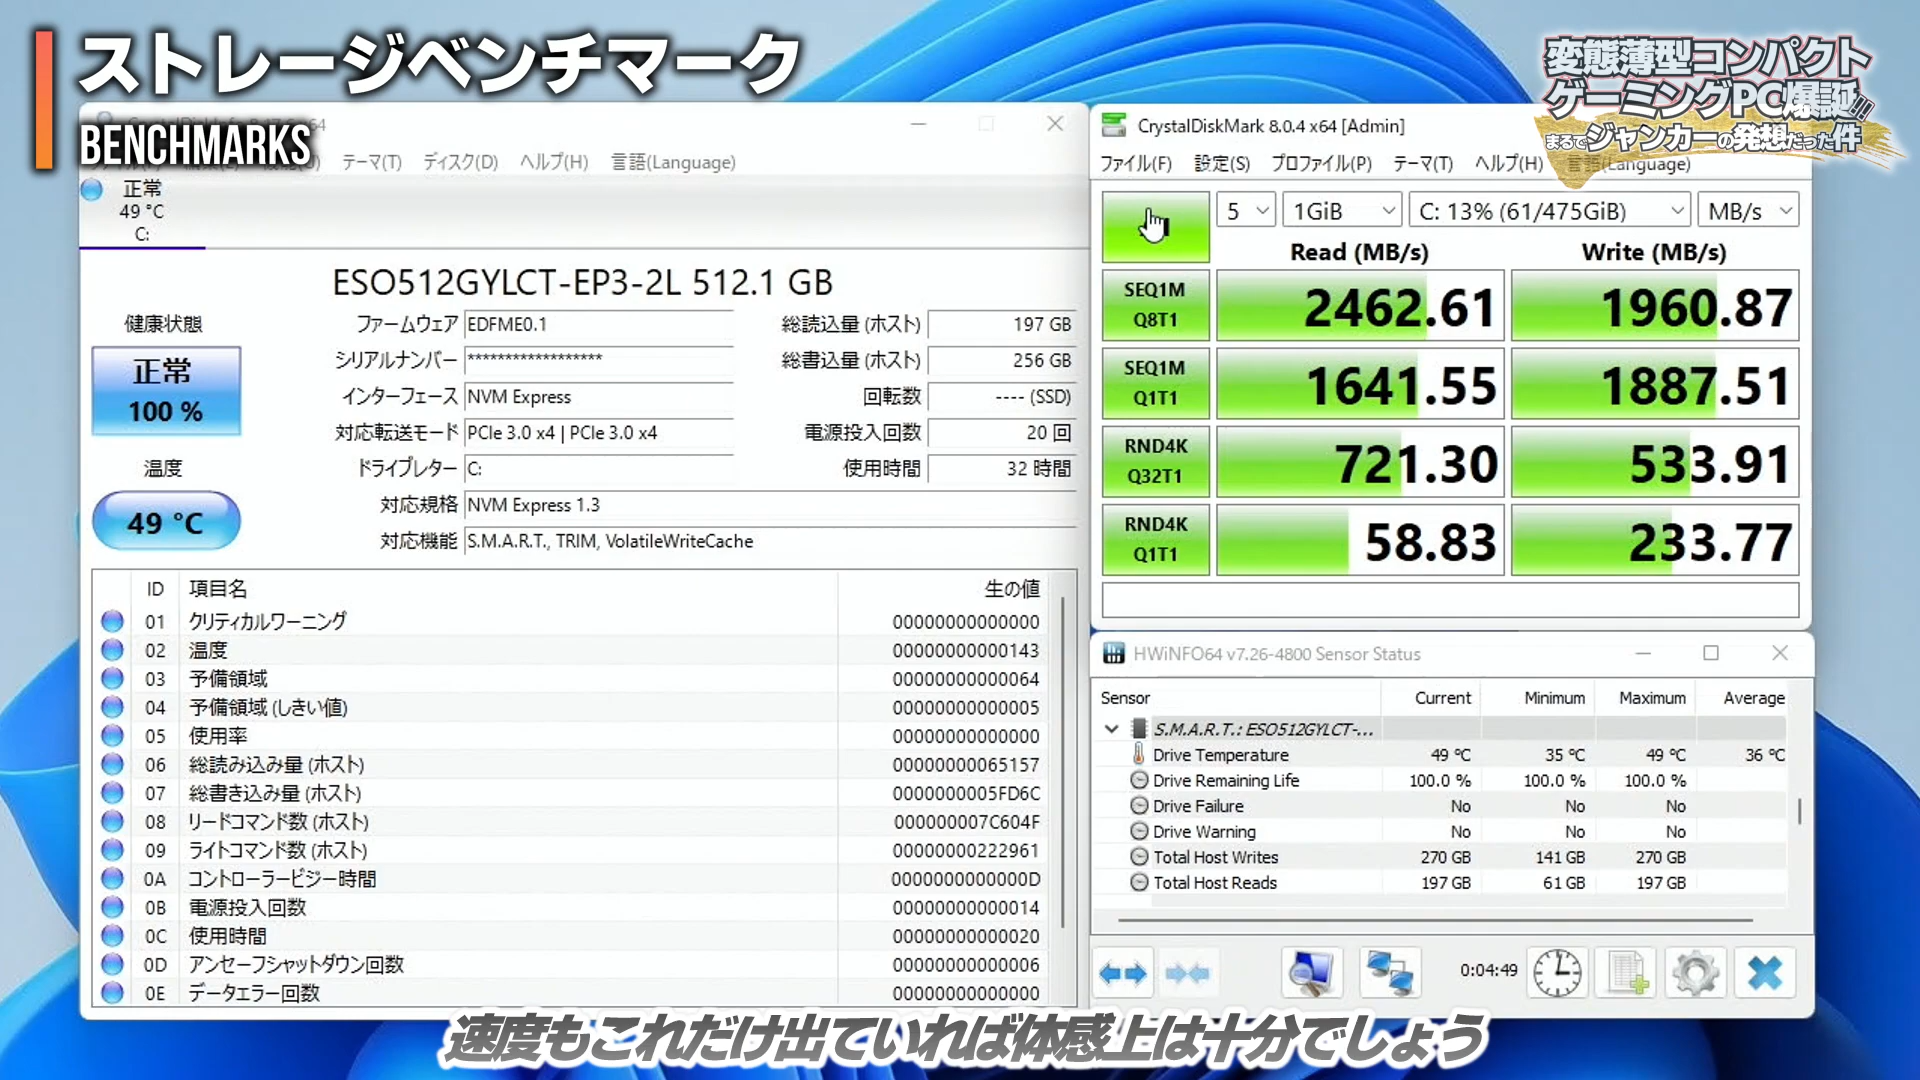 ストレージベンチマーク
BENCHMARKS
変態薄型コンパクト
ゲーミングPC爆誕!!
まるでジャンカーの発想だった件
テーマ(T) ディスク(D) ヘルプ(H) 言語(Language)
正常
49 °C
C:
ESO512GYLCT-EP3-2L 512.1 GB
健康状態
正常
100 %
温度
49 °C
ファームウェア EDFME0.1
シリアルナンバー ******************
インターフェース NVM Express
対応転送モード PCIe 3.0 x4 | PCIe 3.0 x4
ドライブレター C:
対応規格 NVM Express 1.3
対応機能 S.M.A.R.T., TRIM, VolatileWriteCache
総読込量 (ホスト) 197 GB
総書込量 (ホスト) 256 GB
回転数 ---- (SSD)
電源投入回数 20 回
使用時間 32 時間
ID 項目名 生の値
01 クリティカルワーニング 00000000000000
02 温度 00000000000143
03 予備領域 00000000000064
04 予備領域 (しきい値) 00000000000005
05 使用率 00000000000000
06 総読み込み量 (ホスト) 00000000065157
07 総書き込み量 (ホスト) 0000000005FD6C
08 リードコマンド数 (ホスト) 000000007C604F
09 ライトコマンド数 (ホスト) 00000000222961
0A コントローラービジー時間 0000000000000D
0B 電源投入回数 00000000000014
0C 使用時間 00000000000020
0D アンセーフシャットダウン回数 00000000000006
0E データエラー回数 00000000000000
CrystalDiskMark 8.0.4 x64 [Admin]
ファイル(F) 設定(S) プロファイル(P) テーマ(T) ヘルプ(H) 言語(Language)
5 1GiB C: 13% (61/475GiB) MB/s
Read (MB/s) Write (MB/s)
SEQ1M
Q8T1
2462.61 1960.87
SEQ1M
Q1T1
1641.55 1887.51
RND4K
Q32T1
721.30 533.91
RND4K
Q1T1
58.83 233.77
HWiNFO64 v7.26-4800 Sensor Status
Sensor Current Minimum Maximum Average
S.M.A.R.T.: ESO512GYLCT-...
Drive Temperature 49 °C 35 °C 49 °C 36 °C
Drive Remaining Life 100.0 % 100.0 % 100.0 %
Drive Failure No No No
Drive Warning No No No
Total Host Writes 270 GB 141 GB 270 GB
Total Host Reads 197 GB 61 GB 197 GB
0:04:49
速度もこれだけ出ていれば体感上は十分でしょう